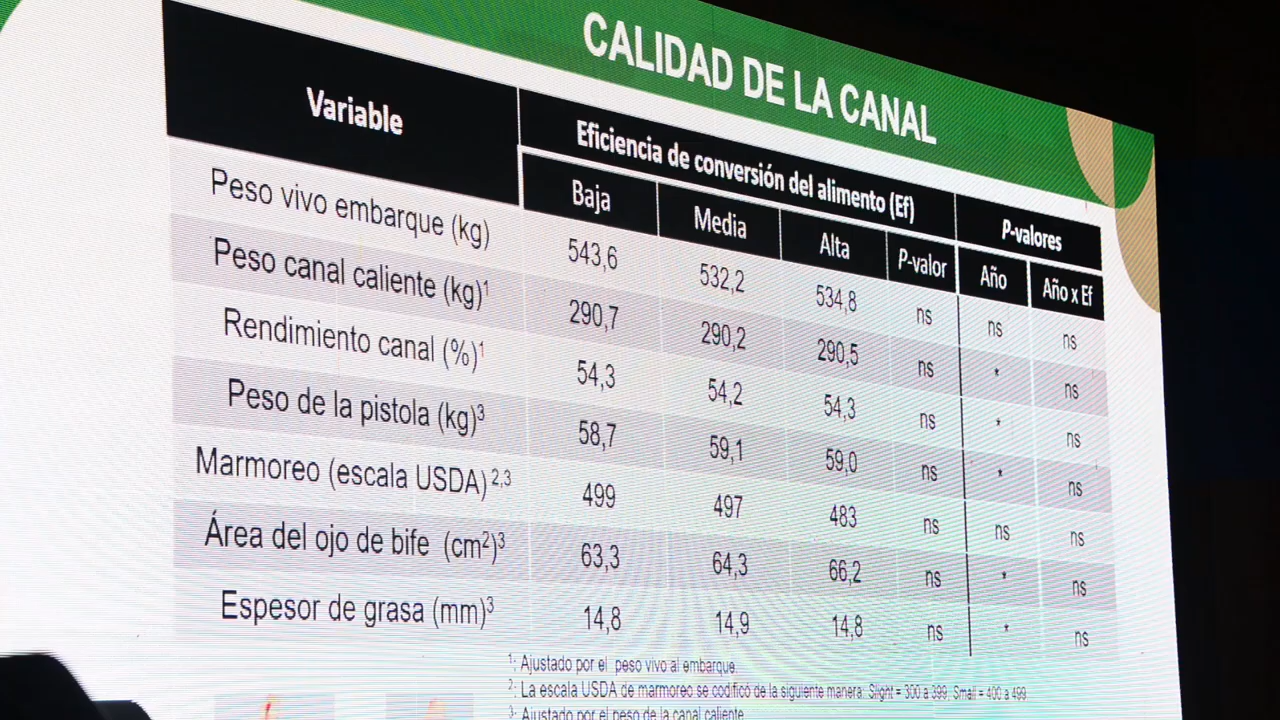 CALIDAD DE LA CANAL
Variable Eficiencia de conversión del alimento (Ef) P-valores
Baja Media Alta P-valor Año Año x Ef
Peso vivo embarque (kg) 543,6 532,2 534,8 ns ns ns
Peso canal caliente (kg)1 290,7 290,2 290,5 ns * ns
Rendimiento canal (%)1 54,3 54,2 54,3 ns * ns
Peso de la pistola (kg)3 58,7 59,1 59,0 ns * ns
Marmoreo (escala USDA) 2,3 499 497 483 ns ns ns
Área del ojo de bife (cm2)3 63,3 64,3 66,2 ns * ns
Espesor de grasa (mm)3 14,8 14,9 14,8 ns * ns
1: Ajustado por el peso vivo al embarque.
2: La escala USDA de marmoreo se codificó de la siguiente manera: Slight = 300 a 399, Small = 400 a 499
3: Ajustado por el peso de la canal caliente